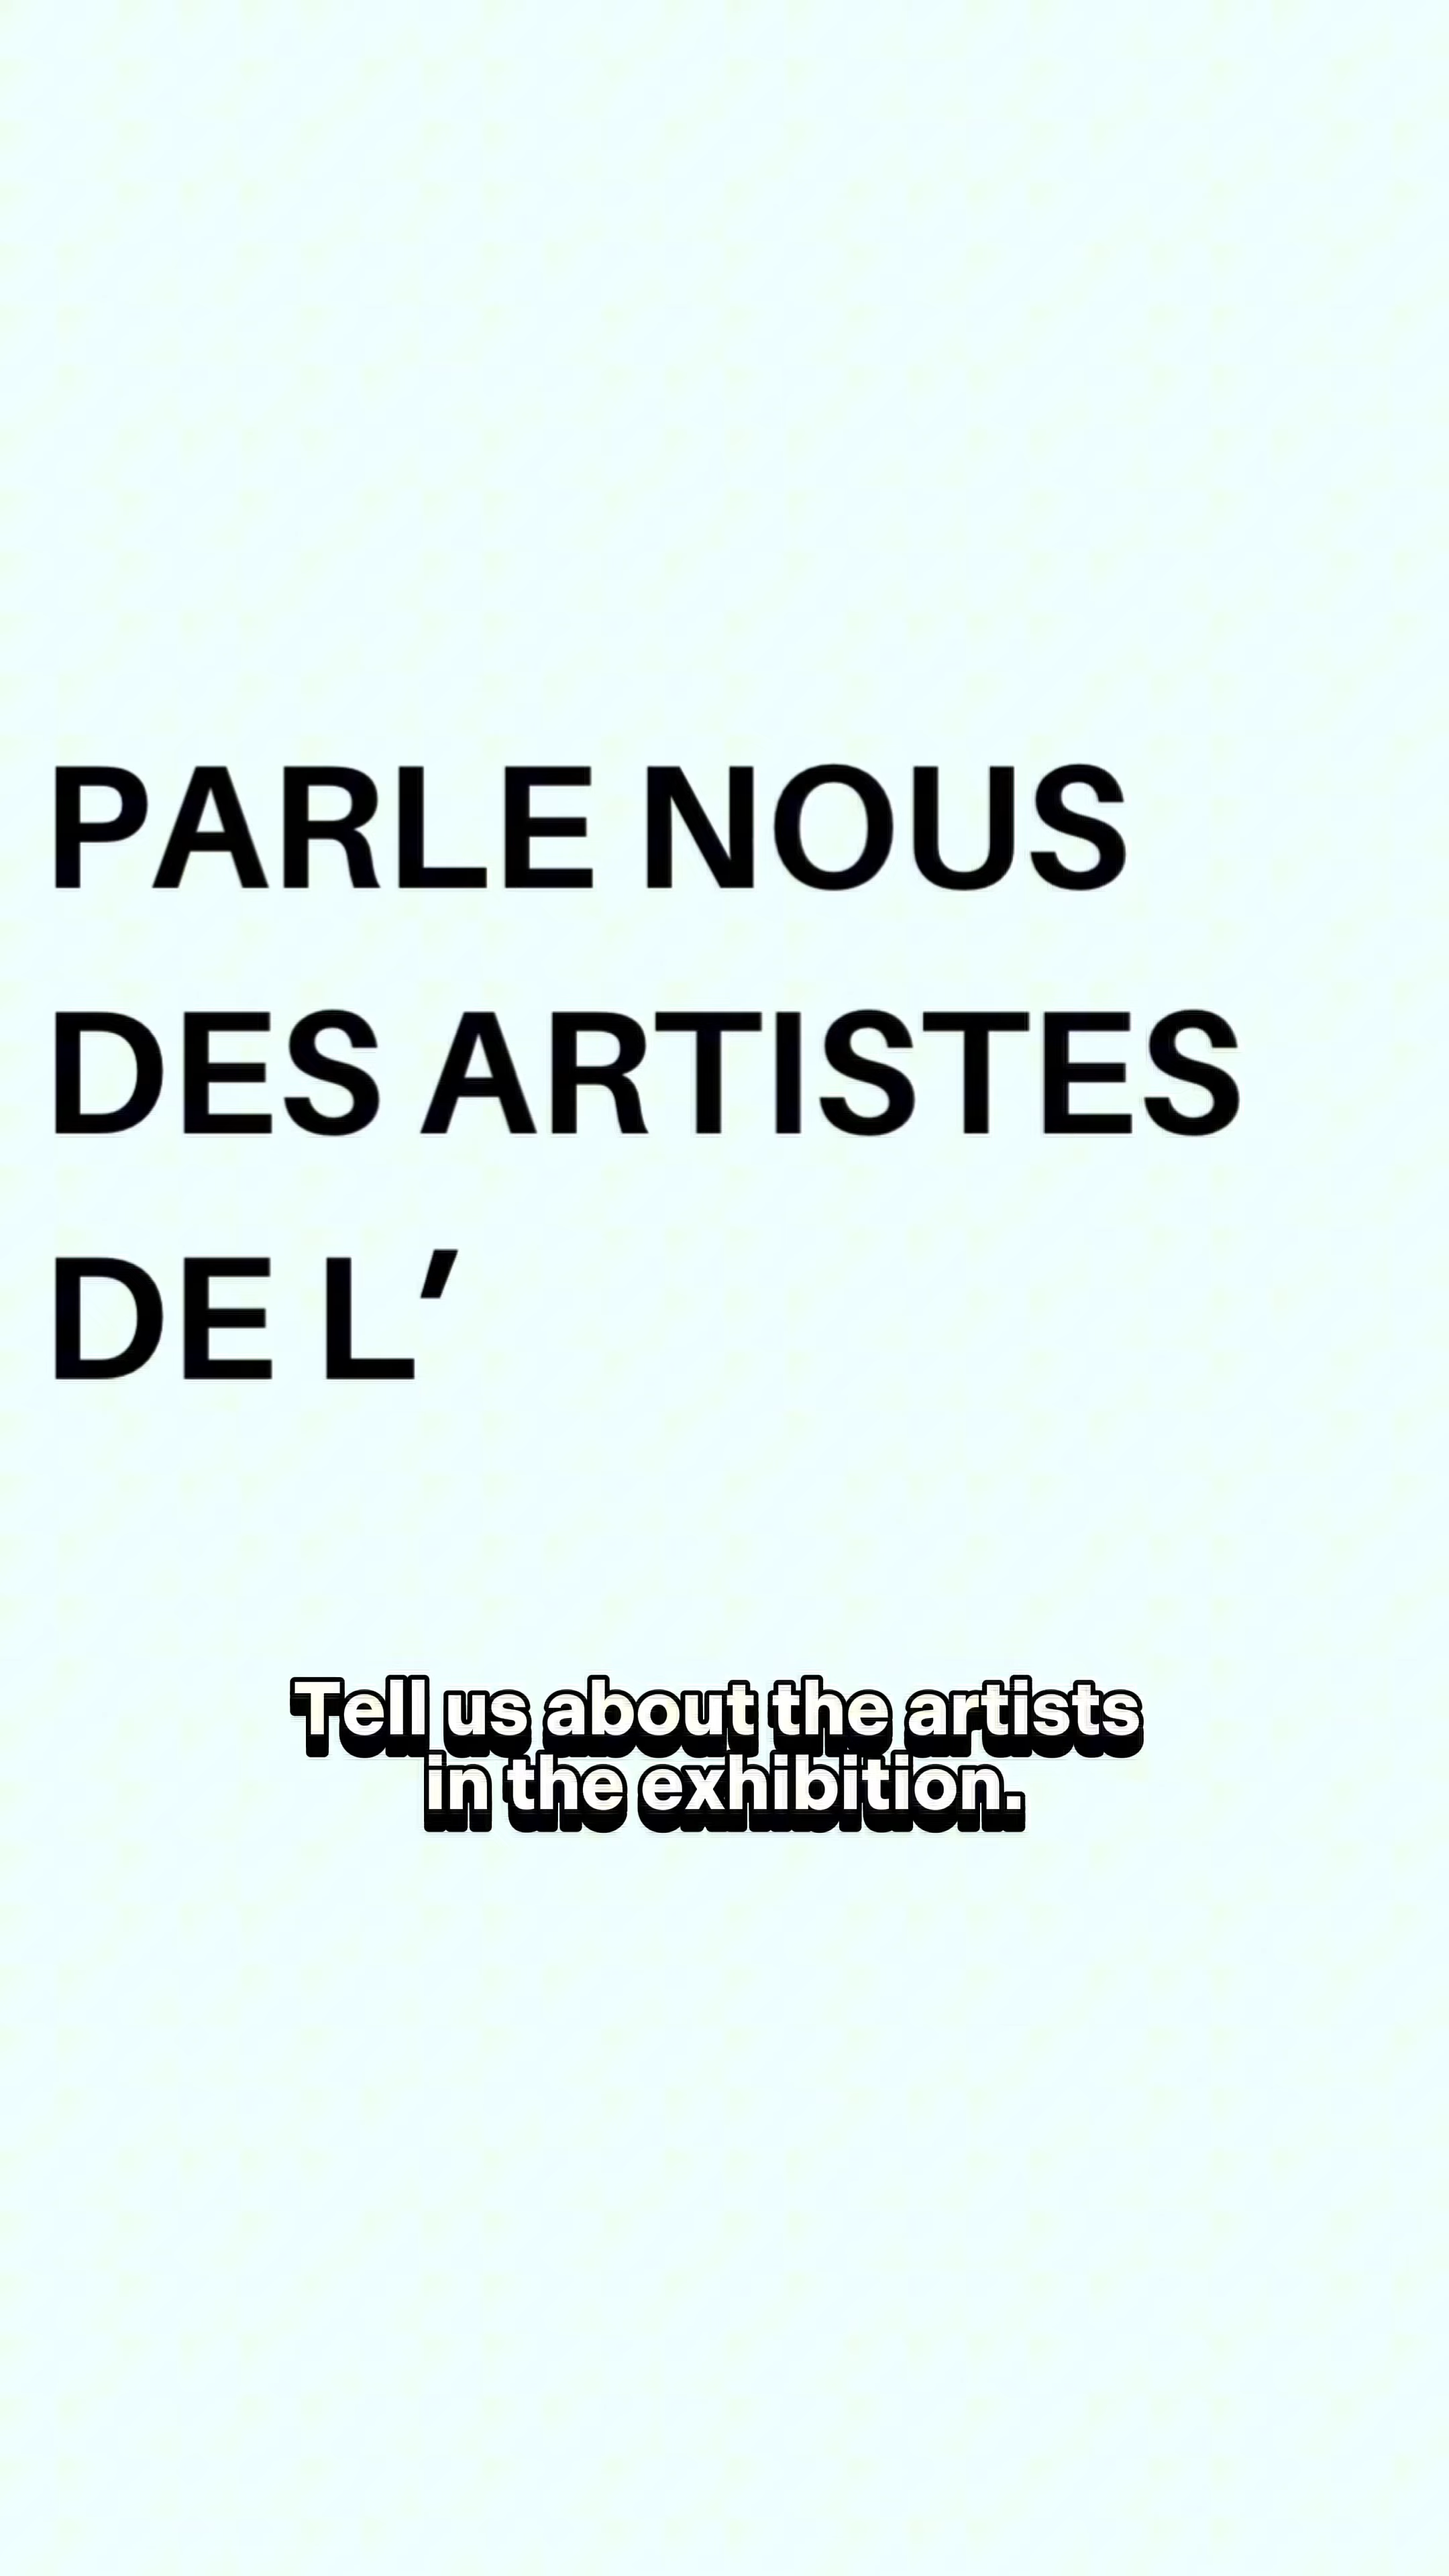 PARLE NOUS
DES ARTISTES
DE L’
Tell us about the artists
in the exhibition.